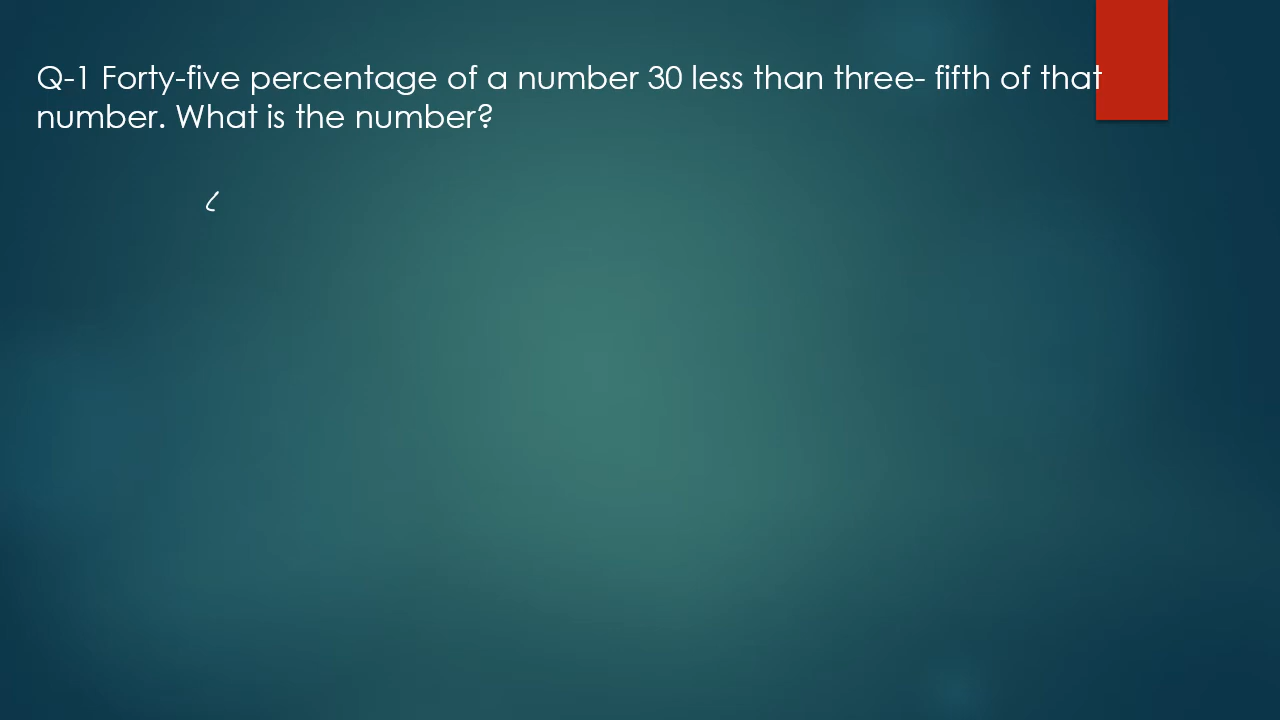 Q-1 Forty-five percentage of a number 30 less than three- fifth of that
number. What is the number?